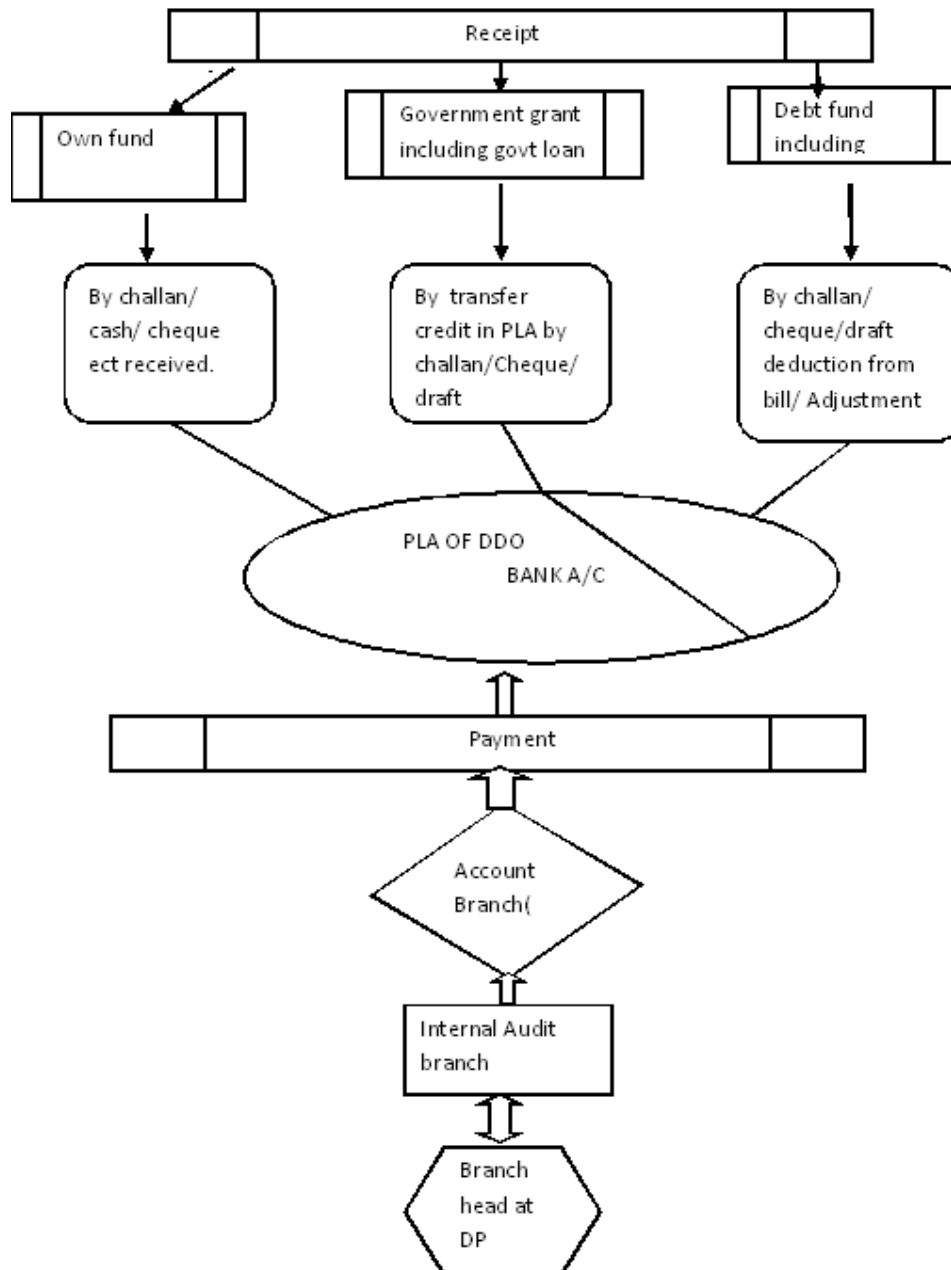 Receipt
Own fund
Government grant
including govt loan
Debt fund
including
By challan/
cash/ cheque
ect received.
By transfer
credit in PLA by
challan/Cheque/
draft
By challan/
cheque/draft
deduction from
bill/ Adjustment
PLA OF DDO
BANK A/C
Payment
Account
Branch(
Internal Audit
branch
Branch
head at
DP